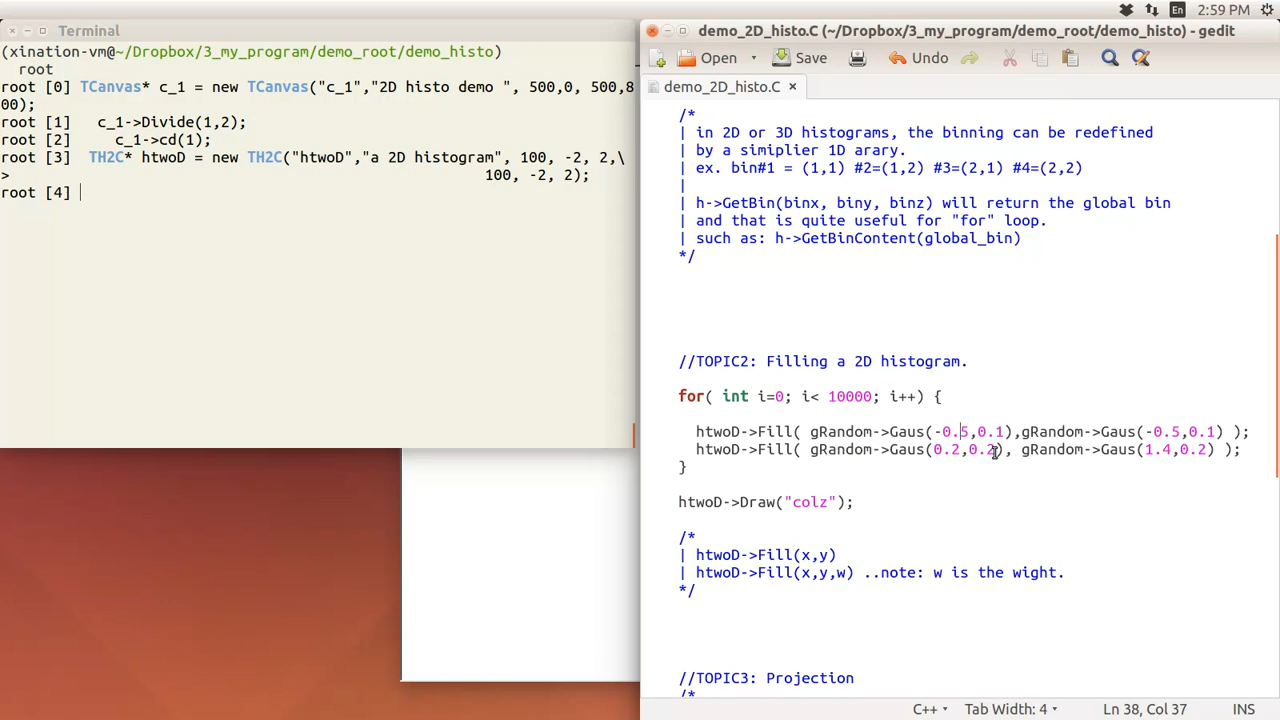 En 2:59 PM
Terminal
(xination-vm@~/Dropbox/3_my_program/demo_root/demo_histo)
root
root [0] TCanvas* c_1 = new TCanvas("c_1","2D histo demo ", 500,0, 500,8
00);
root [1] c_1->Divide(1,2);
root [2] c_1->cd(1);
root [3] TH2C* htwoD = new TH2C("htwoD","a 2D histogram", 100, -2, 2,\
> 100, -2, 2);
root [4]
demo_2D_histo.C (~/Dropbox/3_my_program/demo_root/demo_histo) - gedit
Open Save Undo
demo_2D_histo.C ×
/*
| in 2D or 3D histograms, the binning can be redefined
| by a simiplier 1D arary.
| ex. bin#1 = (1,1) #2=(1,2) #3=(2,1) #4=(2,2)
|
| h->GetBin(binx, biny, binz) will return the global bin
| and that is quite useful for "for" loop.
| such as: h->GetBinContent(global_bin)
*/
//TOPIC2: Filling a 2D histogram.
for( int i=0; i< 10000; i++) {
htwoD->Fill( gRandom->Gaus(-0.5,0.1),gRandom->Gaus(-0.5,0.1) );
htwoD->Fill( gRandom->Gaus(0.2,0.2), gRandom->Gaus(1.4,0.2) );
}
htwoD->Draw("colz");
/*
| htwoD->Fill(x,y)
| htwoD->Fill(x,y,w) ..note: w is the wight.
*/
//TOPIC3: Projection
/*
C++ Tab Width: 4 Ln 38, Col 37 INS